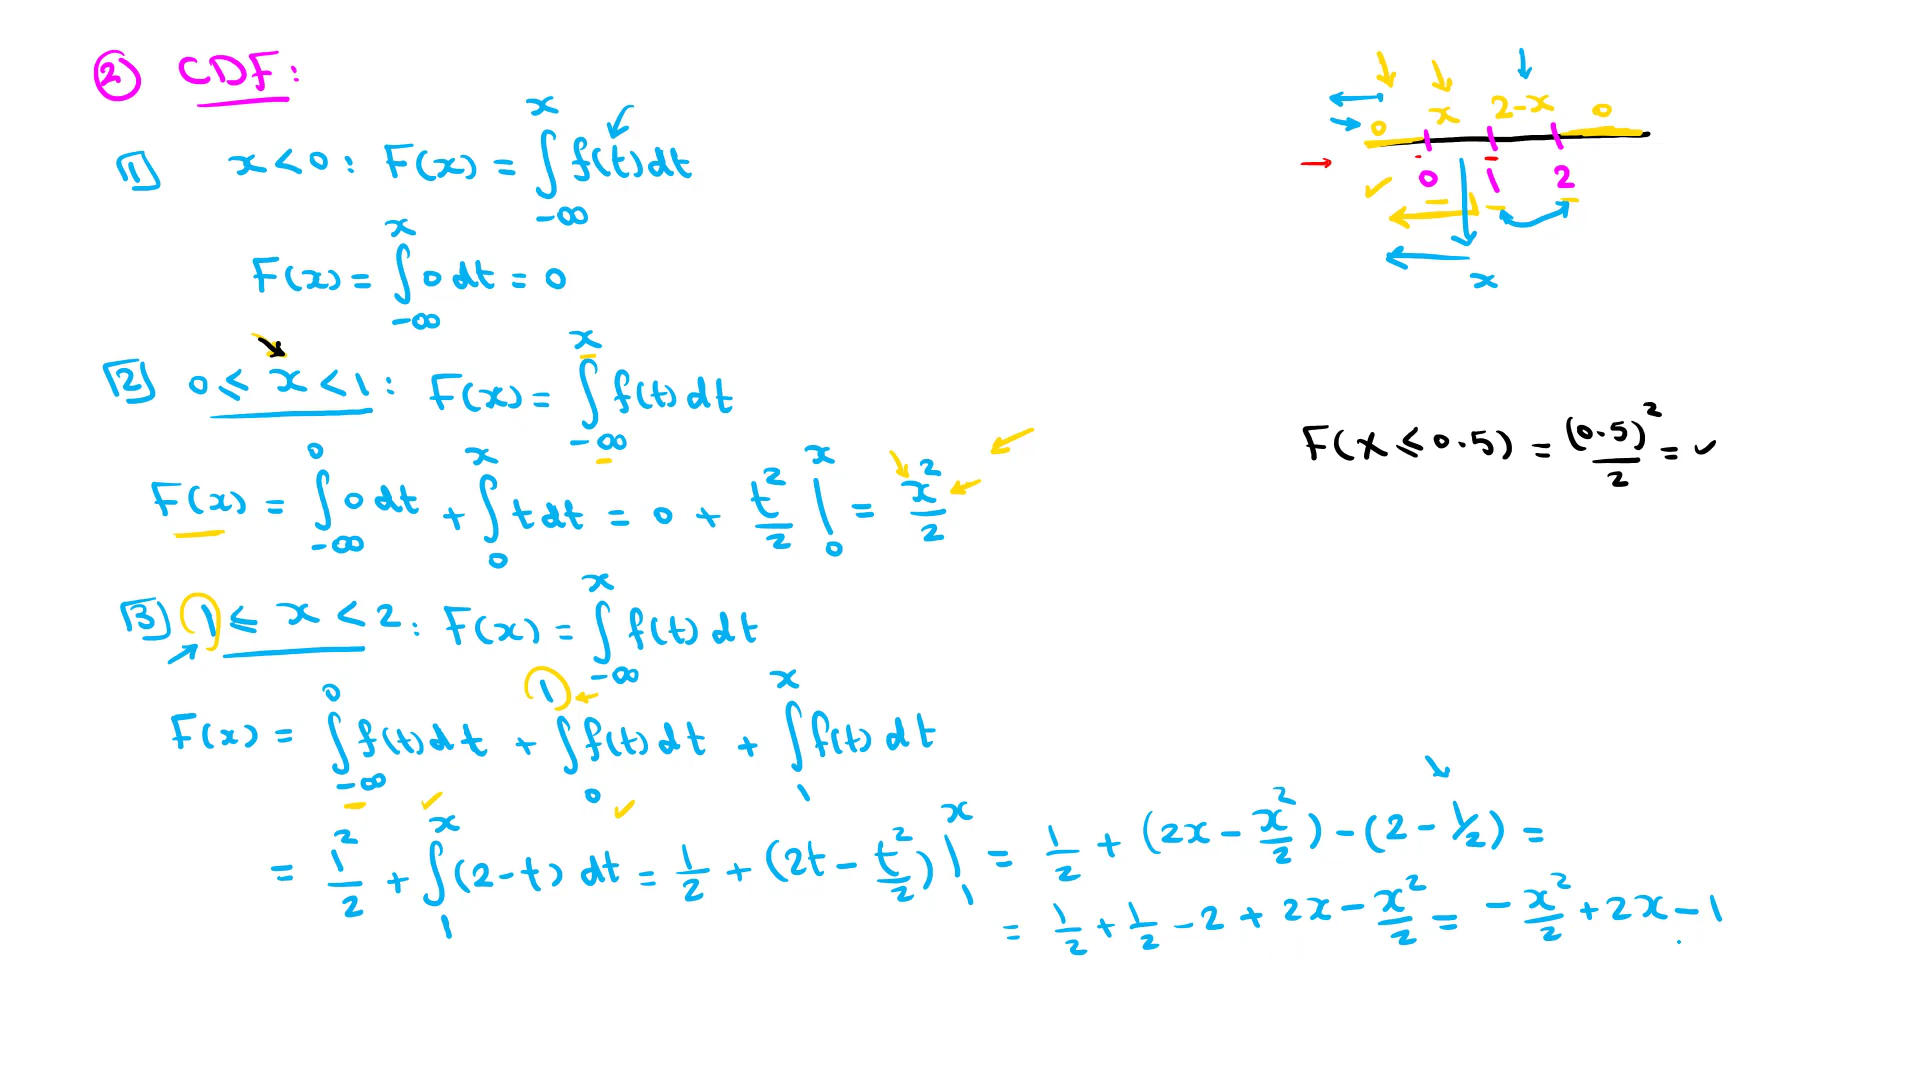 ② CDF:
[1] x < 0 : F(x) = ∫_{-∞}^{x} f(t) dt
F(x) = ∫_{-∞}^{x} 0 dt = 0
[2] 0 ≤ x < 1 : F(x) = ∫_{-∞}^{x} f(t) dt
F(x) = ∫_{-∞}^{0} 0 dt + ∫_{0}^{x} t dt = 0 + t²/2 |_{0}^{x} = x²/2
[3] 1 ≤ x < 2 : F(x) = ∫_{-∞}^{x} f(t) dt
F(x) = ∫_{-∞}^{0} f(t) dt + ∫_{0}^{1} f(t) dt + ∫_{1}^{x} f(t) dt
= 1²/2 + ∫_{1}^{x} (2-t) dt = 1/2 + (2t - t²/2) |_{1}^{x} = 1/2 + (2x - x²/2) - (2 - 1/2) =
= 1/2 + 1/2 - 2 + 2x - x²/2 = -x²/2 + 2x - 1
0 x 2-x 0
0 1 2
x
F(X ≤ 0.5) = (0.5)²/2 = ✓